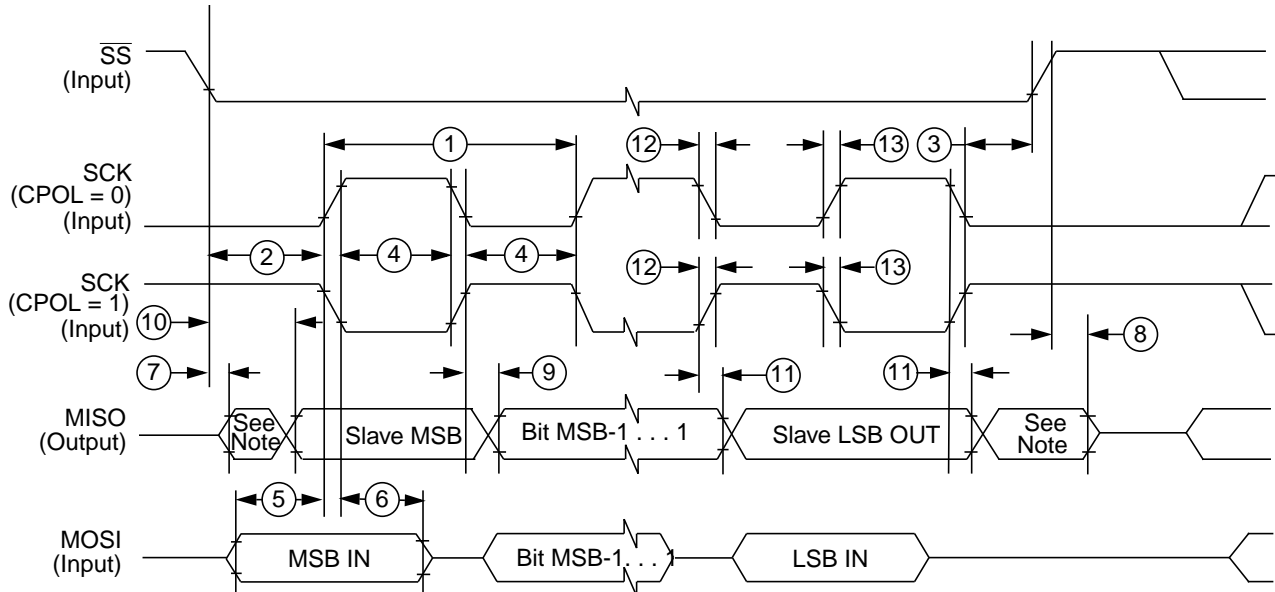 SS
(Input)
1
12
13
3
SCK
(CPOL = 0)
(Input)
2
4
4
12
13
SCK
(CPOL = 1)
(Input)
10
7
9
11
11
8
MISO
(Output)
See
Note
Slave MSB
Bit MSB-1 . . . 1
Slave LSB OUT
See
Note
5
6
MOSI
(Input)
MSB IN
Bit MSB-1. . . 1
LSB IN